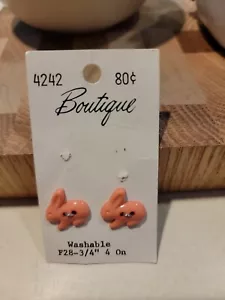 4242 80¢
Boutique
Washable
F28-3/4" 4 On